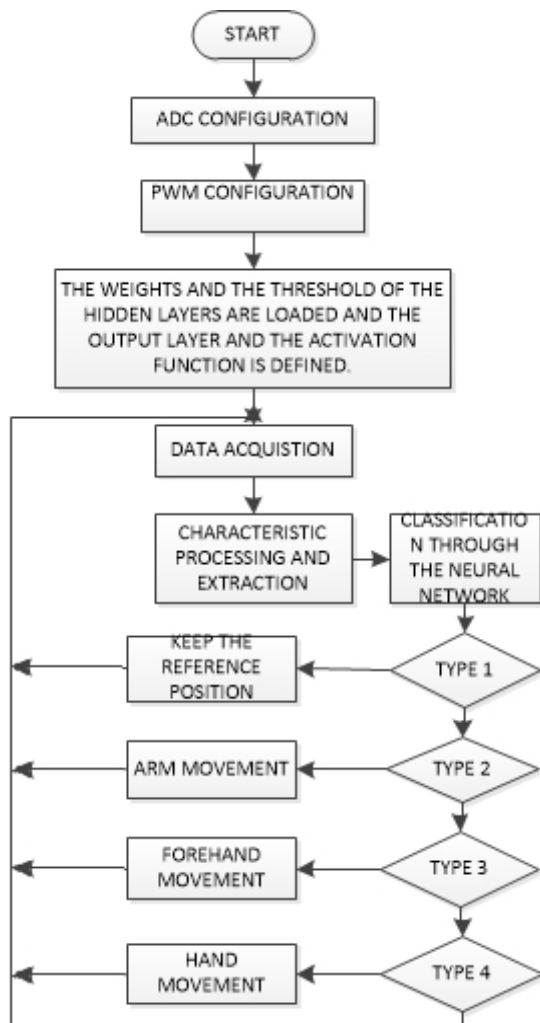 START
ADC CONFIGURATION
PWM CONFIGURATION
THE WEIGHTS AND THE THRESHOLD OF THE
HIDDEN LAYERS ARE LOADED AND THE
OUTPUT LAYER AND THE ACTIVATION
FUNCTION IS DEFINED.
DATA ACQUISTION
CHARACTERISTIC
PROCESSING AND
EXTRACTION
CLASSIFICATIO
N THROUGH
THE NEURAL
NETWORK
KEEP THE
REFERENCE
POSITION
TYPE 1
ARM MOVEMENT
TYPE 2
FOREHAND
MOVEMENT
TYPE 3
HAND
MOVEMENT
TYPE 4